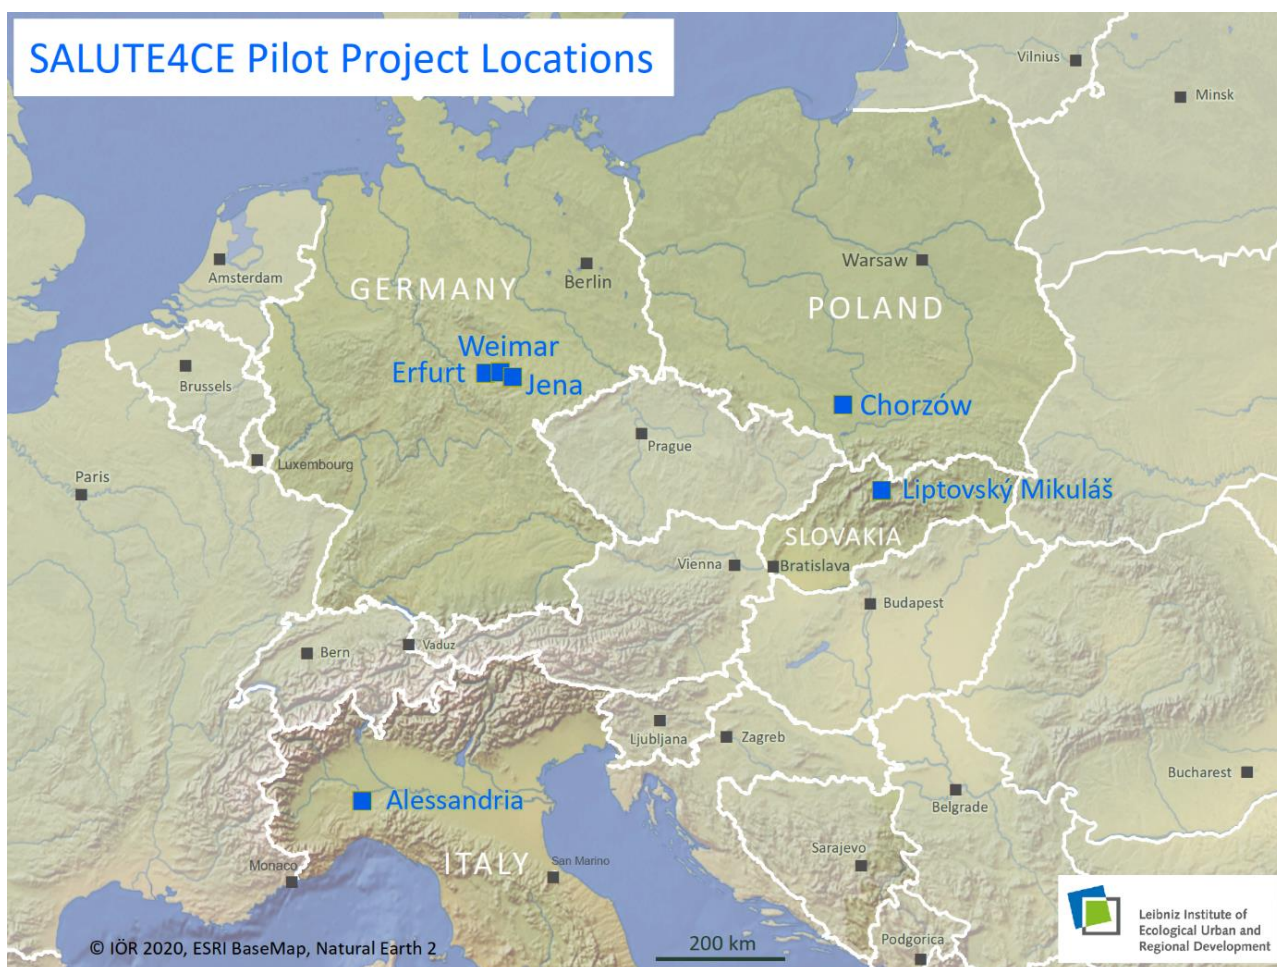 SALUTE4CE Pilot Project Locations
Vilnius
Minsk
Amsterdam
GERMANY
Berlin
Warsaw
POLAND
Weimar
Erfurt
Jena
Brussels
Chorzów
Prague
Luxembourg
Paris
Liptovský Mikuláš
SLOVAKIA
Vienna
Bratislava
Budapest
Vaduz
Bern
Ljubljana
Zagreb
Bucharest
Alessandria
Belgrade
Sarajevo
ITALY
San Marino
Monaco
Leibniz Institute of
Ecological Urban and
Regional Development
© IÖR 2020, ESRI BaseMap, Natural Earth 2
200 km
Podgorica